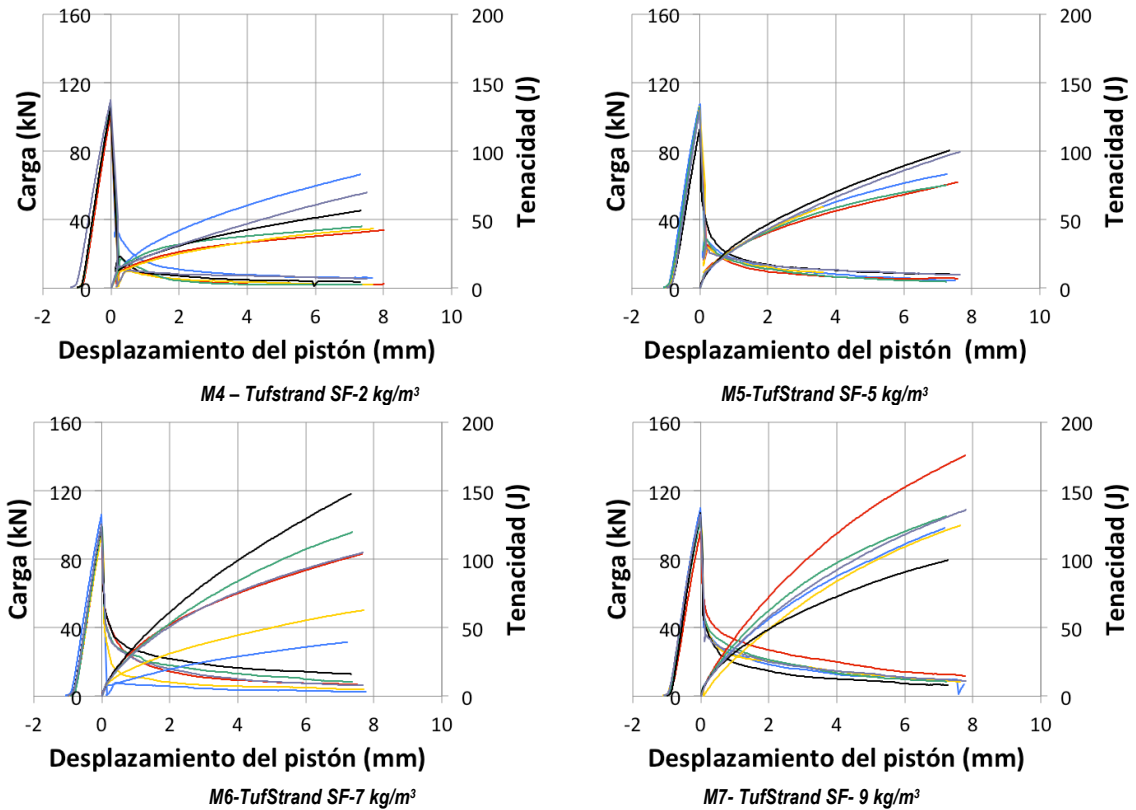 160
120
80
40
0
Carga (kN)
200
150
100
50
0
Tenacidad (J)
-2 0 2 4 6 8 10
Desplazamiento del pistón (mm)
M4 – Tufstrand SF-2 kg/m³
160
120
80
40
0
Carga (kN)
200
150
100
50
0
Tenacidad (J)
-2 0 2 4 6 8 10
Desplazamiento del pistón (mm)
M5-TufStrand SF-5 kg/m³
160
120
80
40
0
Carga (kN)
200
150
100
50
0
Tenacidad (J)
-2 0 2 4 6 8 10
Desplazamiento del pistón (mm)
M6-TufStrand SF-7 kg/m³
160
120
80
40
0
Carga (kN)
200
150
100
50
0
Tenacidad (J)
-2 0 2 4 6 8 10
Desplazamiento del pistón (mm)
M7- TufStrand SF- 9 kg/m³